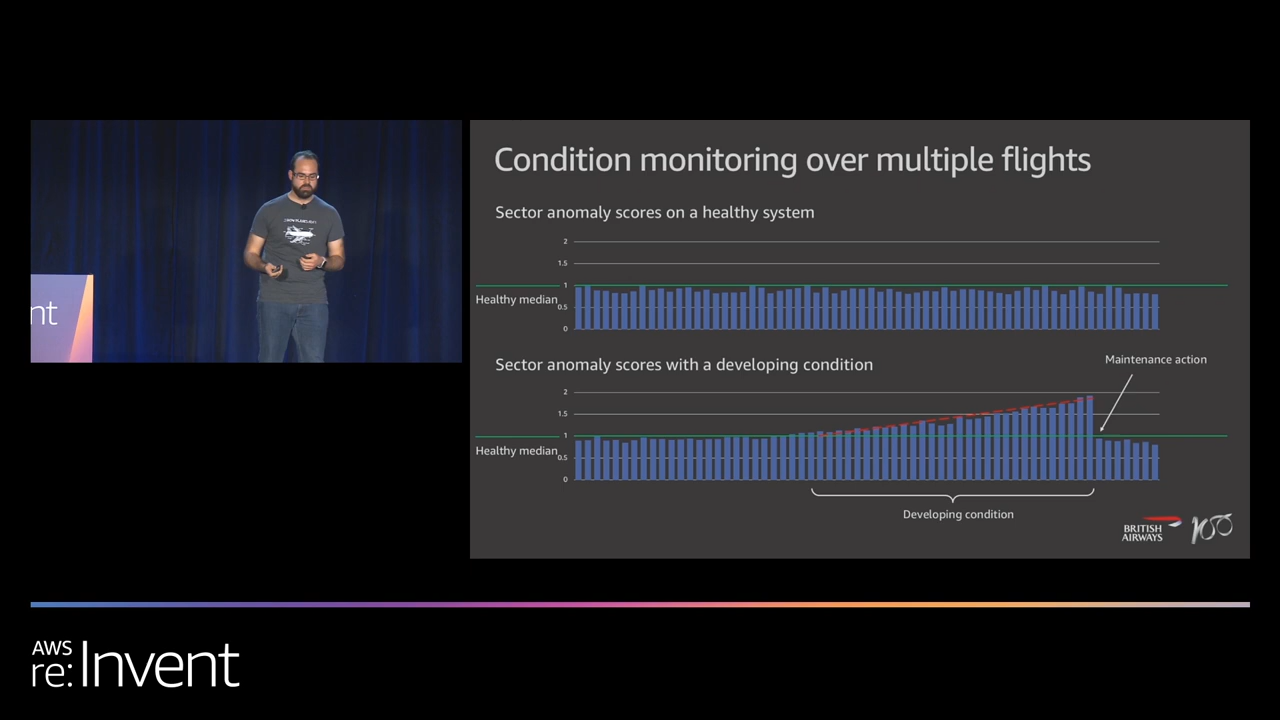 nt
Condition monitoring over multiple flights
Sector anomaly scores on a healthy system
2
1.5
1
Healthy median
0.5
0
Sector anomaly scores with a developing condition
Maintenance action
2
1.5
1
Healthy median
0.5
0
Developing condition
BRITISH
AIRWAYS
100
AWS
re:Invent